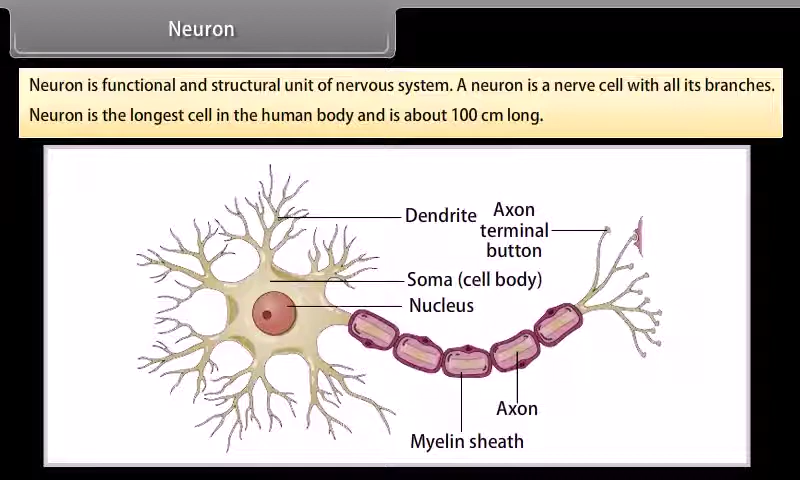 Neuron
Neuron is functional and structural unit of nervous system. A neuron is a nerve cell with all its branches.
Neuron is the longest cell in the human body and is about 100 cm long.
Dendrite
Axon
terminal
button
Soma (cell body)
Nucleus
Axon
Myelin sheath